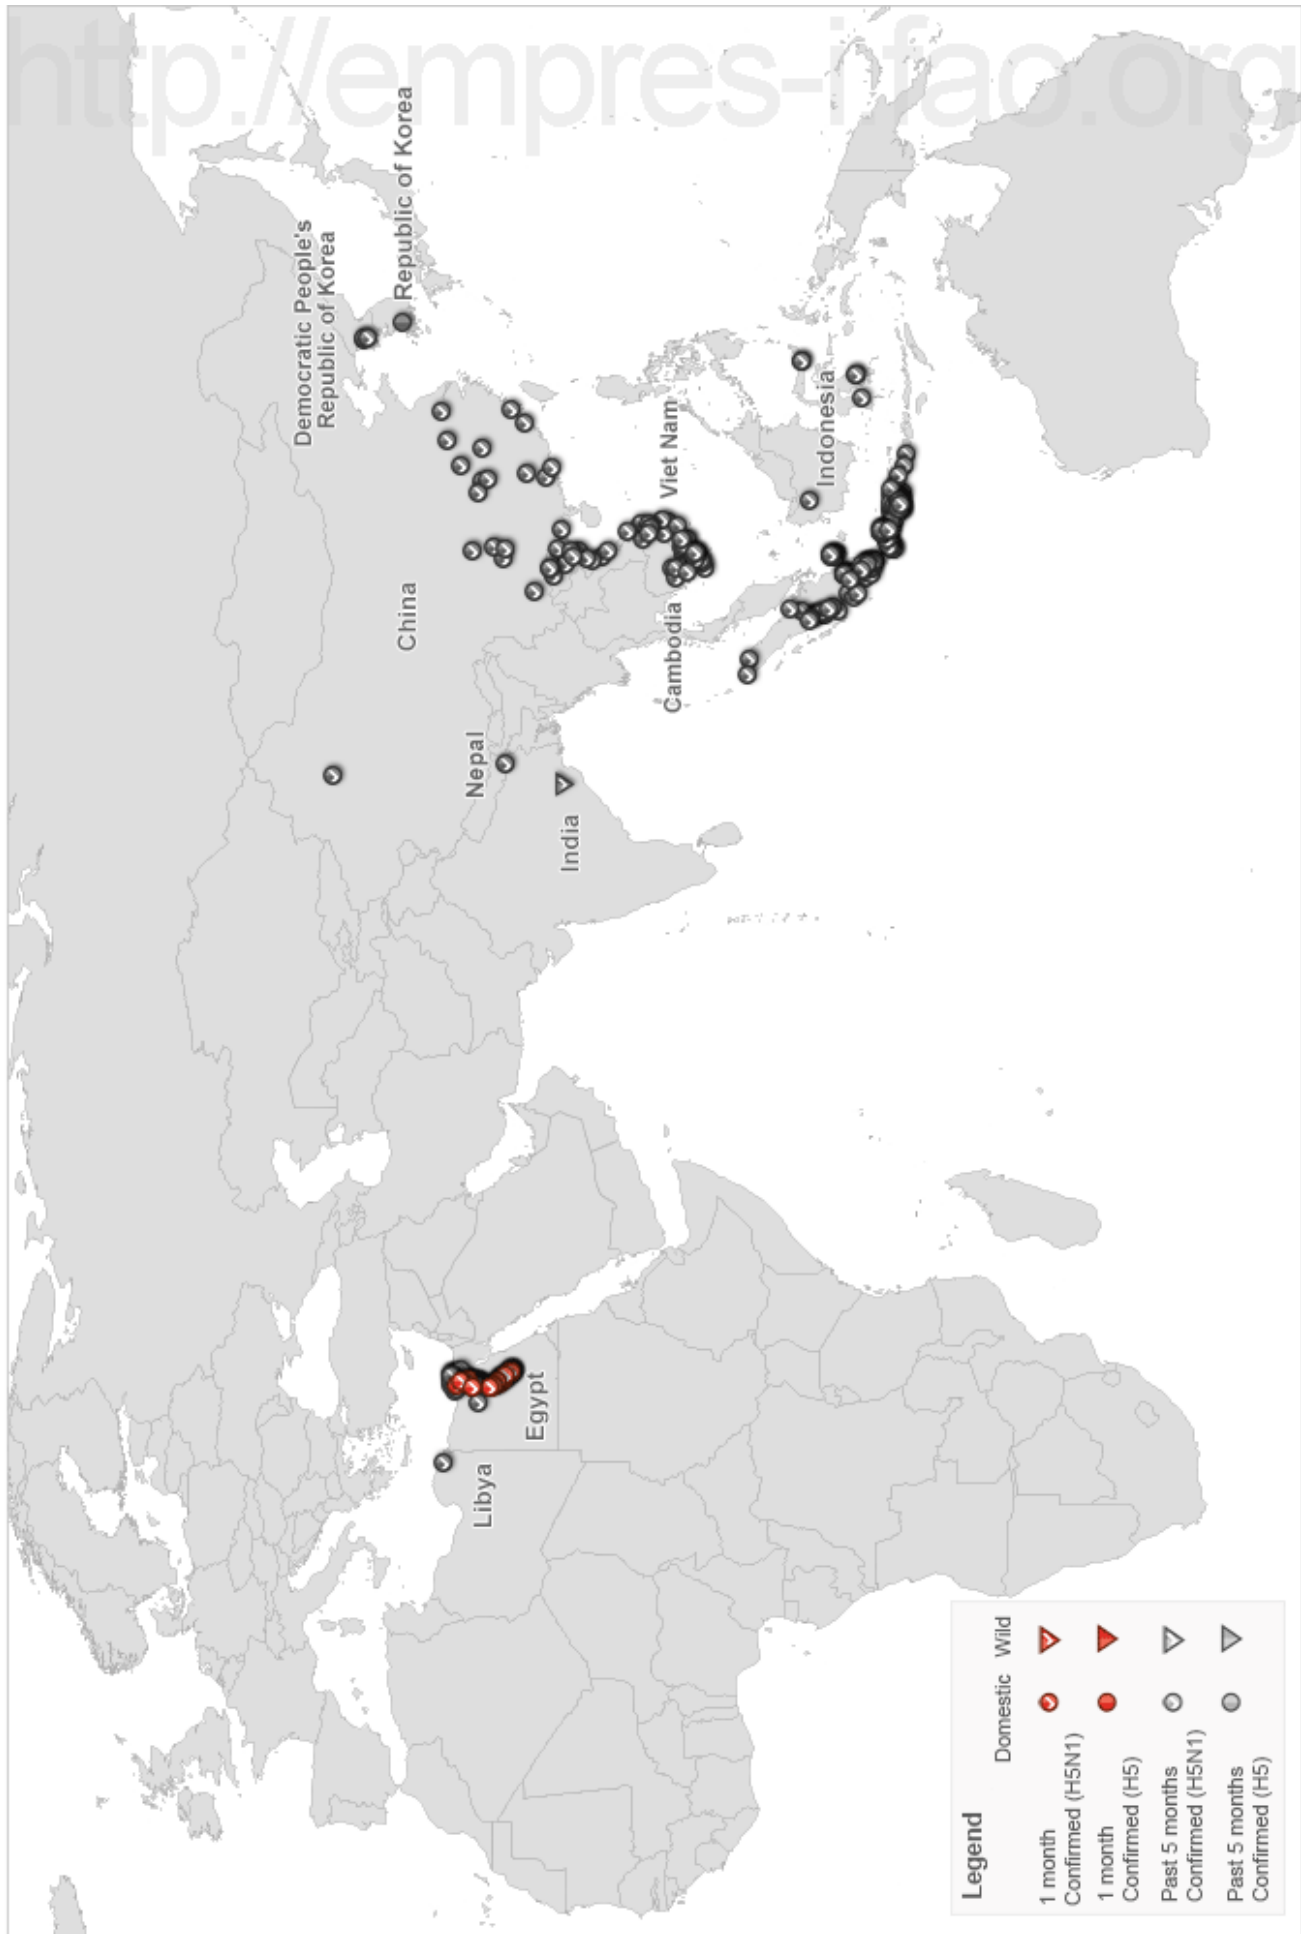 http://empres-i.fao.org
Democratic People's
Republic of Korea
Republic of Korea
China
Nepal
India
Viet Nam
Cambodia
Indonesia
Libya
Egypt
Legend
Domestic Wild
1 month
Confirmed (H5N1)
1 month
Confirmed (H5)
Past 5 months
Confirmed (H5N1)
Past 5 months
Confirmed (H5)